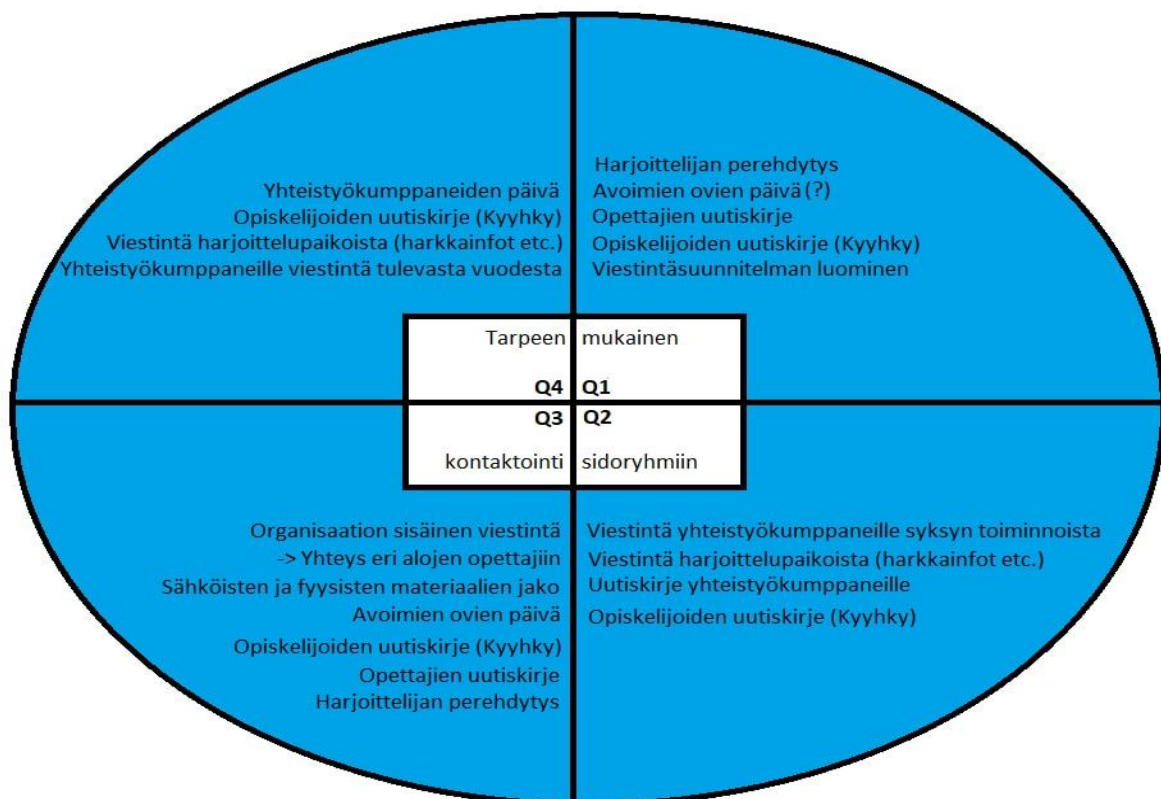 Yhteistyökumppaneiden päivä
Opiskelijoiden uutiskirje (Kyyhky)
Viestintä harjoittelupaikoista (harkkainfot etc.)
Yhteistyökumppaneille viestintä tulevasta vuodesta
Harjoittelijan perehdytys
Avoimien ovien päivä (?)
Opettajien uutiskirje
Opiskelijoiden uutiskirje (Kyyhky)
Viestintäsuunnitelman luominen
Tarpeen mukainen
Q4 Q1
Q3 Q2
kontaktointi sidoryhmiin
Organisaation sisäinen viestintä
-> Yhteys eri alojen opettajiin
Sähköisten ja fyysisten materiaalien jako
Avoimien ovien päivä
Opiskelijoiden uutiskirje (Kyyhky)
Opettajien uutiskirje
Harjoittelijan perehdytys
Viestintä yhteistyökumppaneille syksyn toiminnoista
Viestintä harjoittelupaikoista (harkkainfot etc.)
Uutiskirje yhteistyökumppaneille
Opiskelijoiden uutiskirje (Kyyhky)